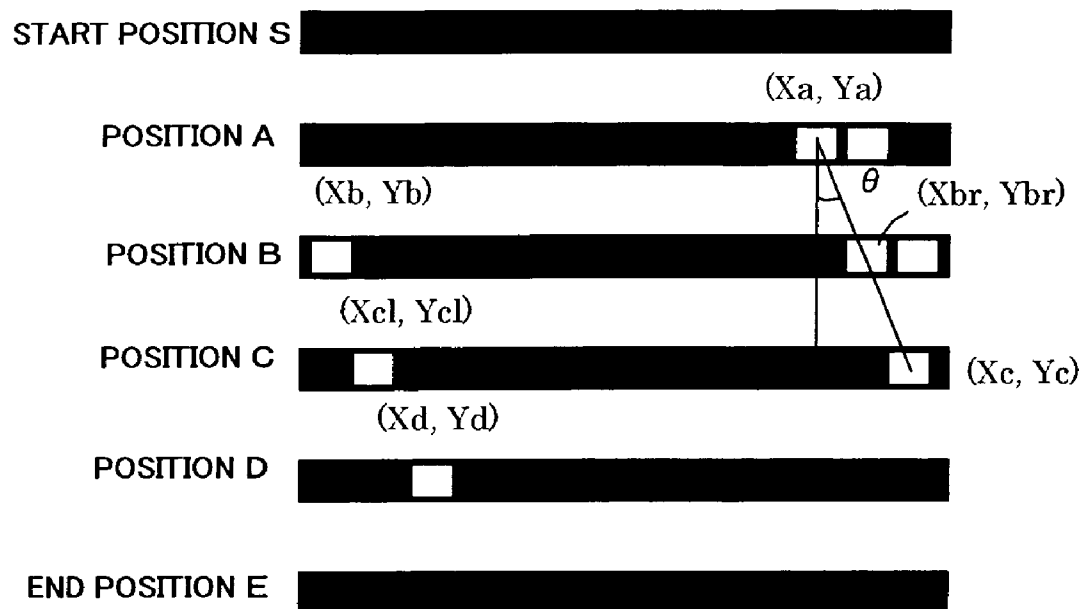 START POSITION S
(Xa, Ya)
POSITION A
θ
(Xb, Yb)
(Xbr, Ybr)
POSITION B
(Xcl, Ycl)
POSITION C
(Xc, Yc)
(Xd, Yd)
POSITION D
END POSITION E